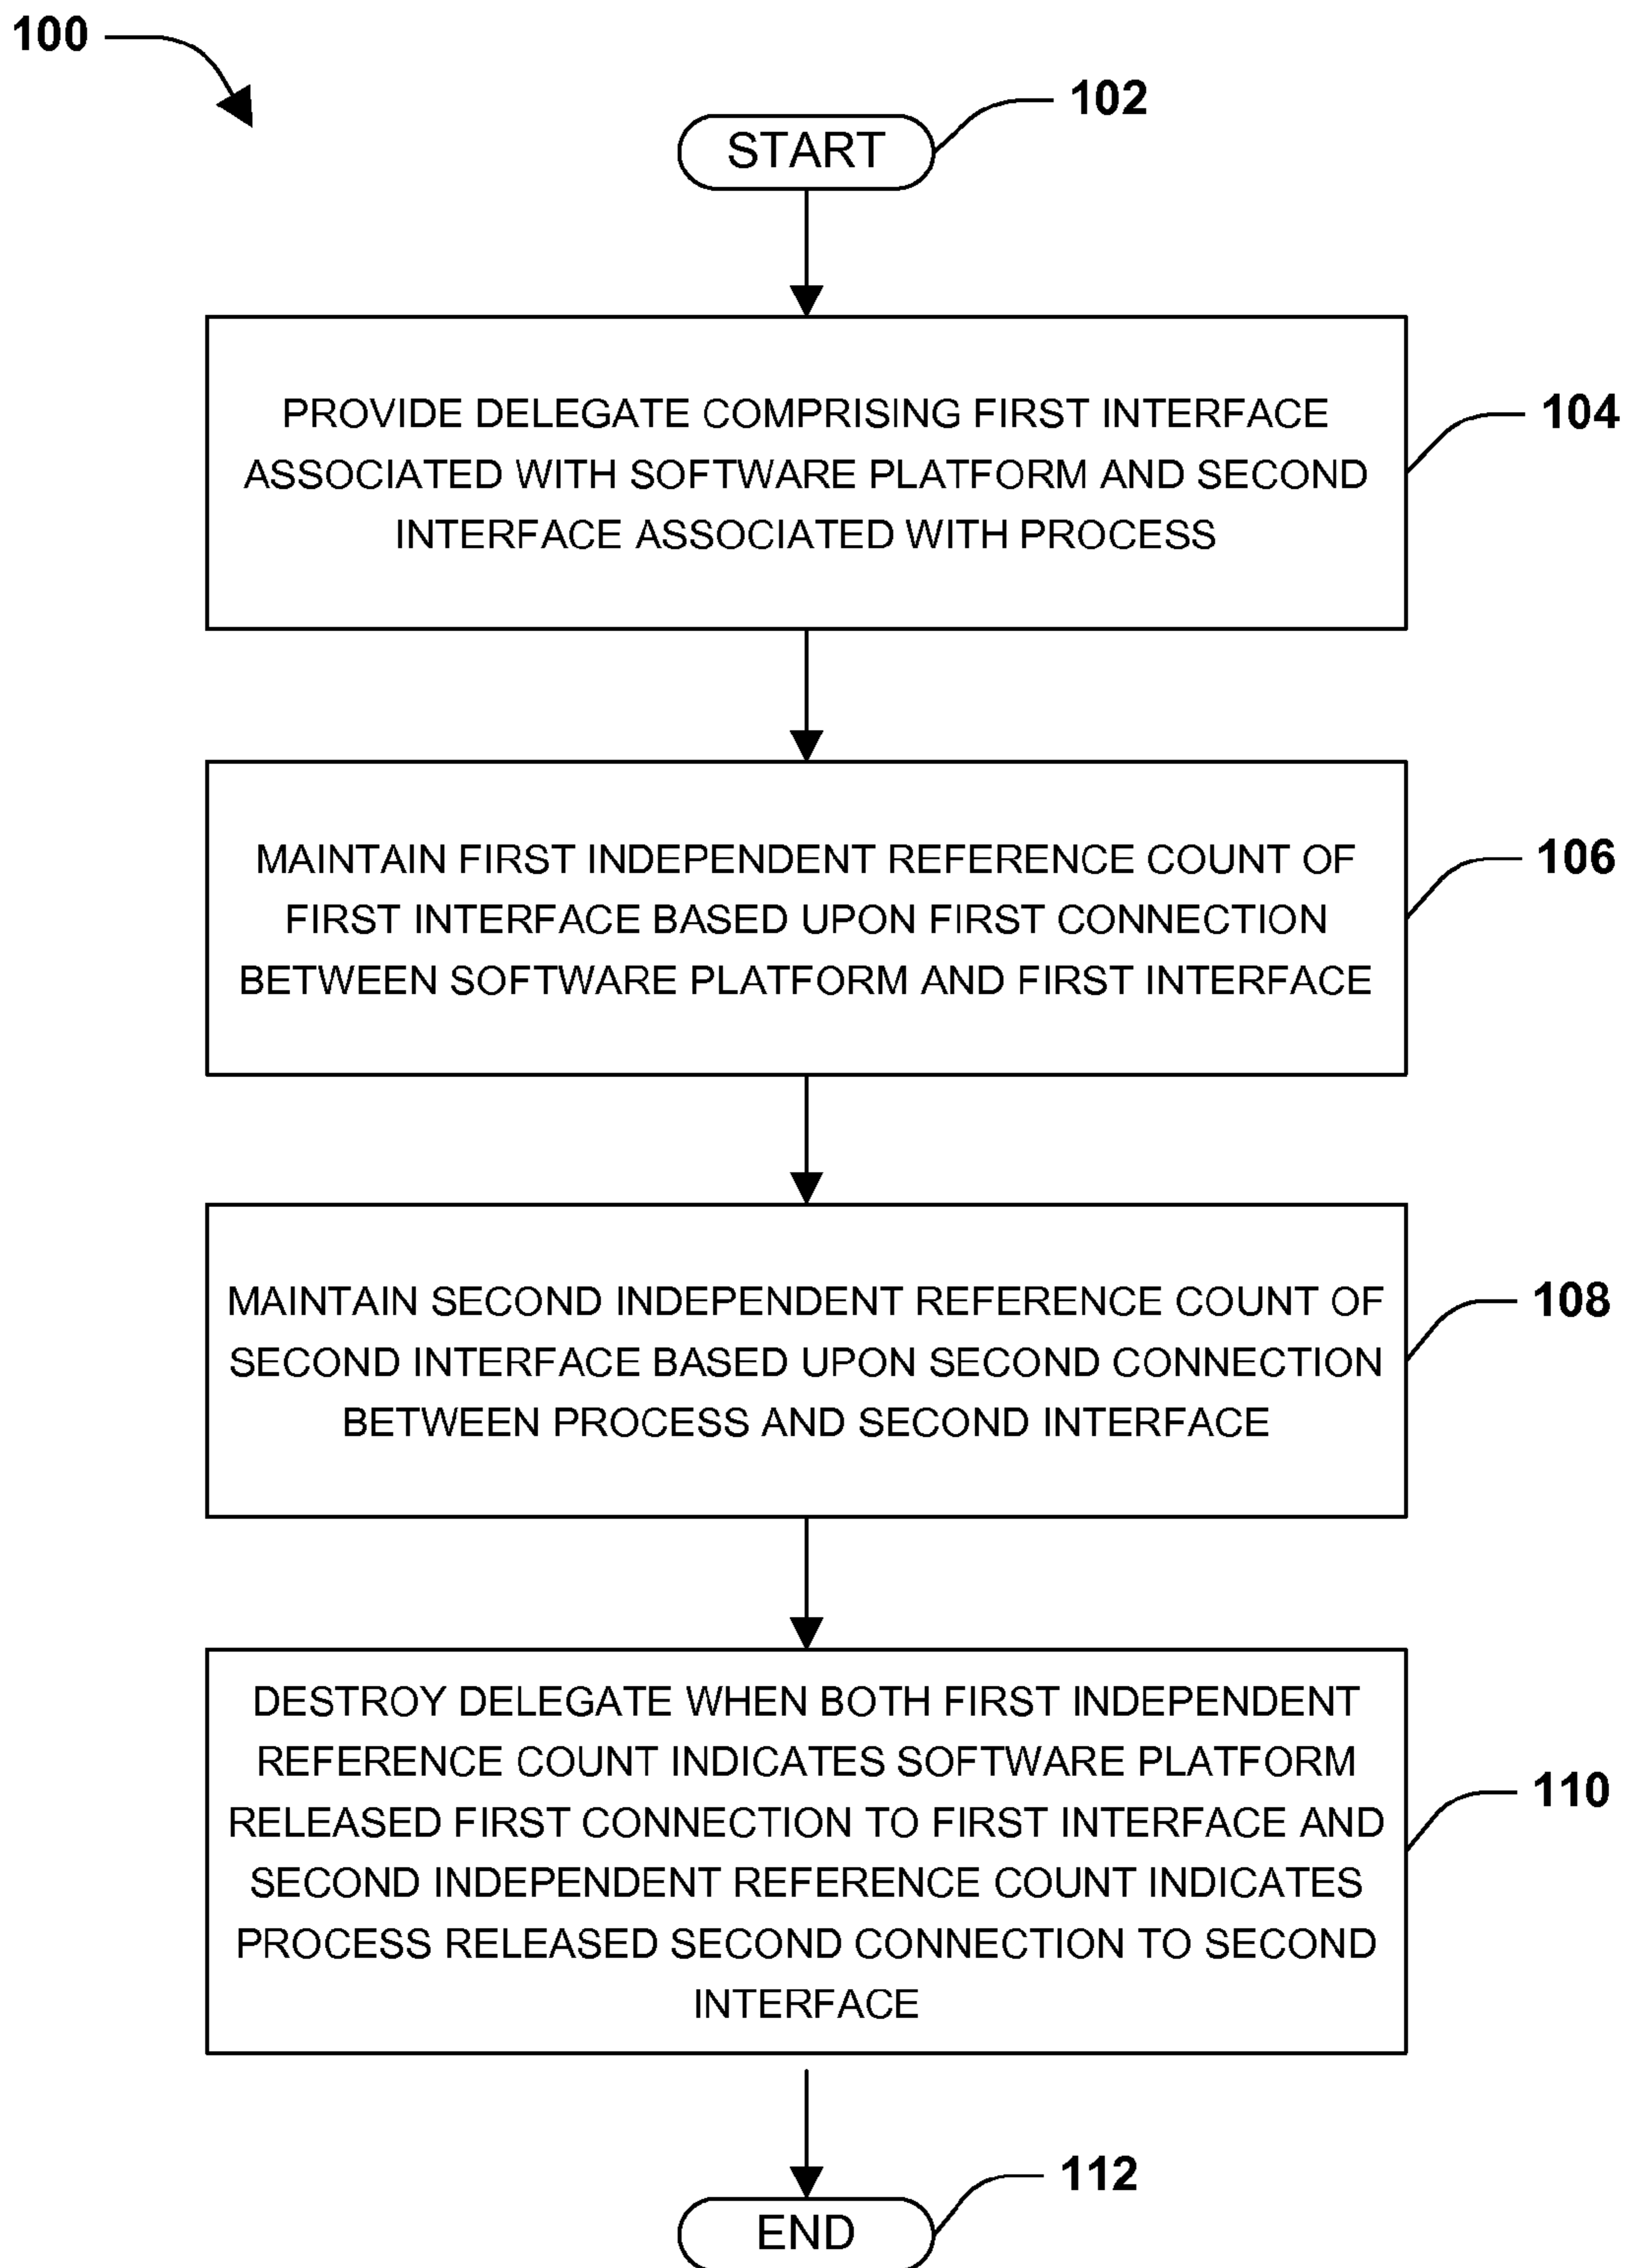 100
102
START
PROVIDE DELEGATE COMPRISING FIRST INTERFACE
ASSOCIATED WITH SOFTWARE PLATFORM AND SECOND
INTERFACE ASSOCIATED WITH PROCESS
104
MAINTAIN FIRST INDEPENDENT REFERENCE COUNT OF
FIRST INTERFACE BASED UPON FIRST CONNECTION
BETWEEN SOFTWARE PLATFORM AND FIRST INTERFACE
106
MAINTAIN SECOND INDEPENDENT REFERENCE COUNT OF
SECOND INTERFACE BASED UPON SECOND CONNECTION
BETWEEN PROCESS AND SECOND INTERFACE
108
DESTROY DELEGATE WHEN BOTH FIRST INDEPENDENT
REFERENCE COUNT INDICATES SOFTWARE PLATFORM
RELEASED FIRST CONNECTION TO FIRST INTERFACE AND
SECOND INDEPENDENT REFERENCE COUNT INDICATES
PROCESS RELEASED SECOND CONNECTION TO SECOND
INTERFACE
110
112
END